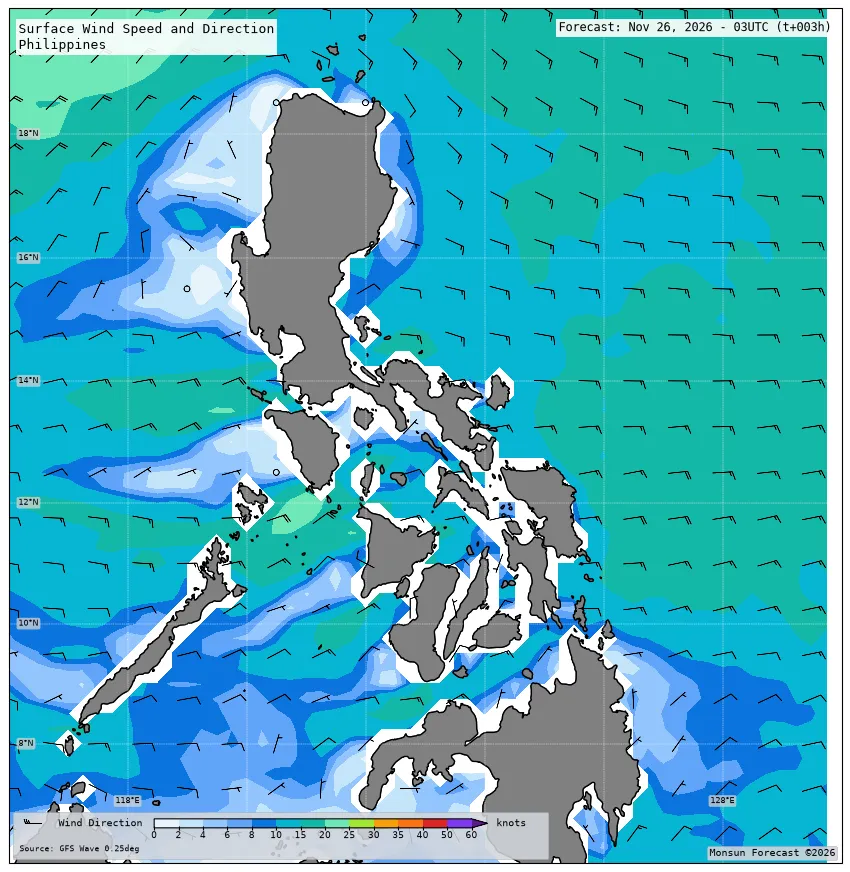 Surface Wind Speed and Direction
Philippines
Forecast: Nov 26, 2026 - 03UTC (t+003h)
18°N
16°N
14°N
12°N
10°N
8°N
118°E
128°E
Wind Direction
knots
0 2 4 6 8 10 15 20 25 30 35 40 50 60
Source: GFS Wave 0.25deg
Monsun Forecast ©2026